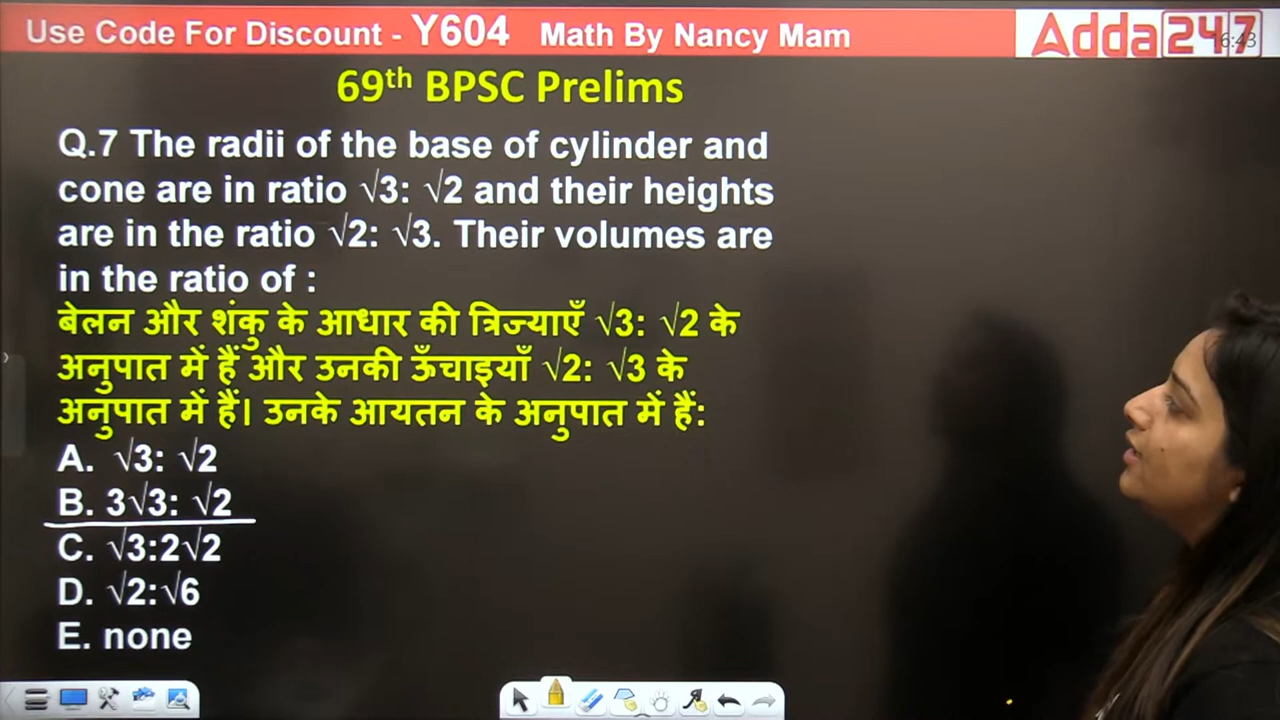 Use Code For Discount - Y604 Math By Nancy Mam
Adda247
16:43
69th BPSC Prelims
Q.7 The radii of the base of cylinder and
cone are in ratio √3: √2 and their heights
are in the ratio √2: √3. Their volumes are
in the ratio of :
बेलन और शंकु के आधार की त्रिज्याएँ √3: √2 के
अनुपात में हैं और उनकी ऊँचाइयाँ √2: √3 के
अनुपात में हैं। उनके आयतन के अनुपात में हैं:
A. √3: √2
B. 3√3: √2
C. √3:2√2
D. √2:√6
E. none